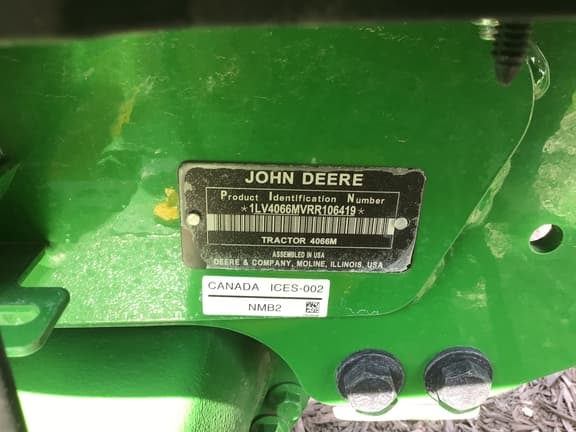 JOHN DEERE
Product Identification Number
*1LV4066MVRR106419*
TRACTOR 4066M
ASSEMBLED IN USA
DEERE & COMPANY, MOLINE, ILLINOIS, USA
CANADA ICES-002
NMB2